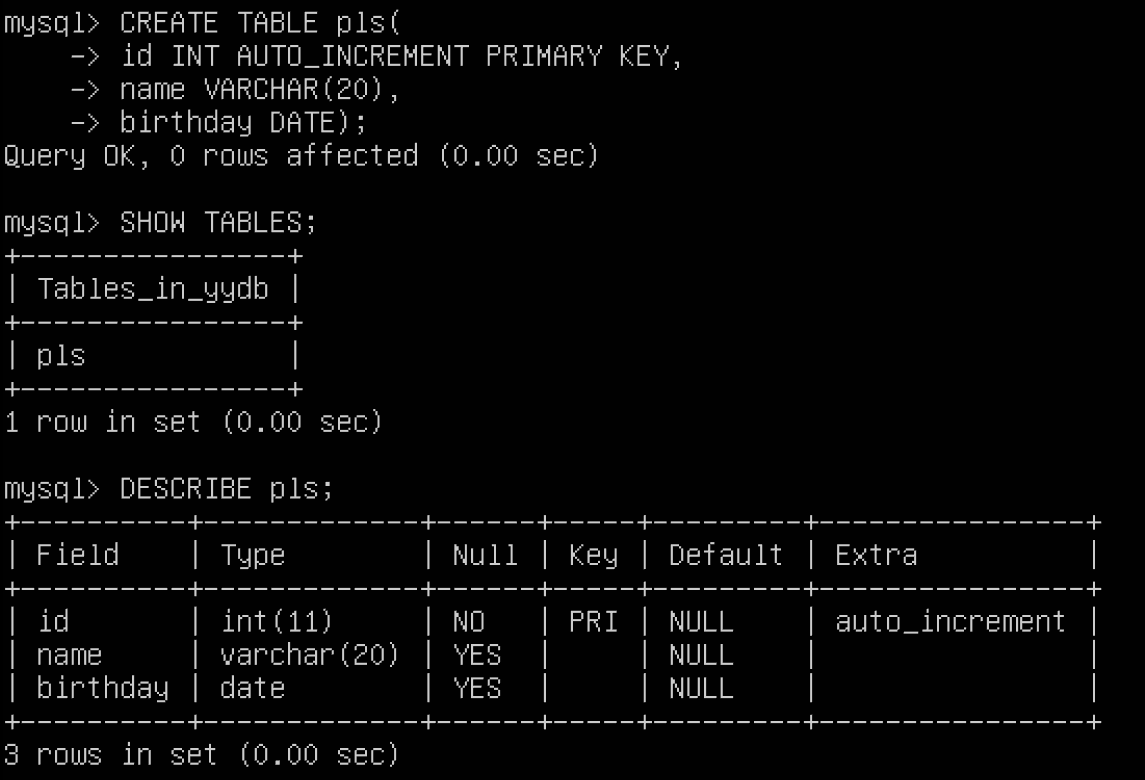 mysql> CREATE TABLE pls(
    -> id INT AUTO_INCREMENT PRIMARY KEY,
    -> name VARCHAR(20),
    -> birthday DATE);
Query OK, 0 rows affected (0.00 sec)

mysql> SHOW TABLES;
+----------------+
| Tables_in_yydb |
+----------------+
| pls            |
+----------------+
1 row in set (0.00 sec)

mysql> DESCRIBE pls;
+----------+-------------+------+-----+---------+----------------+
| Field    | Type        | Null | Key | Default | Extra          |
+----------+-------------+------+-----+---------+----------------+
| id       | int(11)     | NO   | PRI | NULL    | auto_increment |
| name     | varchar(20) | YES  |     | NULL    |                |
| birthday | date        | YES  |     | NULL    |                |
+----------+-------------+------+-----+---------+----------------+
3 rows in set (0.00 sec)